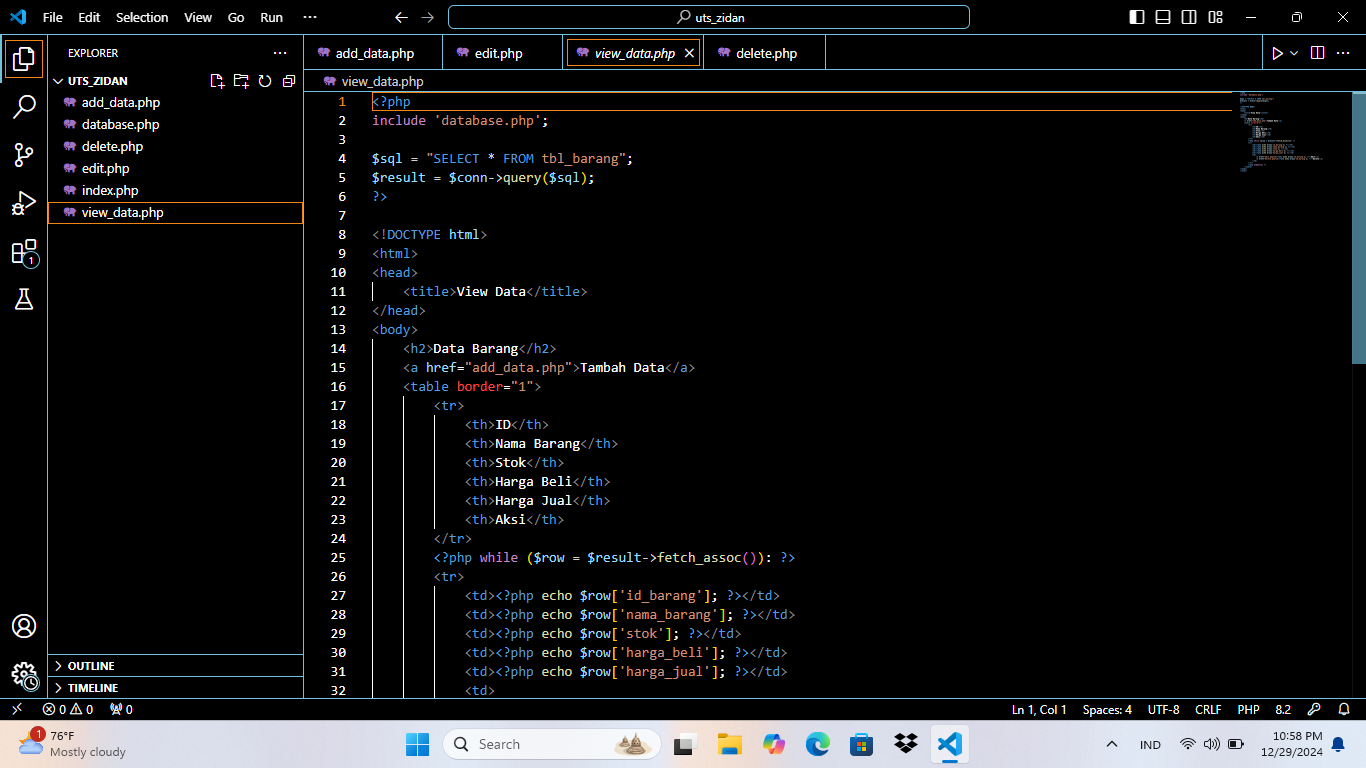 File Edit Selection View Go Run ···
uts_zidan
EXPLORER ···
UTS_ZIDAN
add_data.php
database.php
delete.php
edit.php
index.php
view_data.php
1
OUTLINE
TIMELINE
add_data.php edit.php view_data.php delete.php
view_data.php
1 <?php
2 include 'database.php';
3
4 $sql = "SELECT * FROM tbl_barang";
5 $result = $conn->query($sql);
6 ?>
7
8 <!DOCTYPE html>
9 <html>
10 <head>
11 <title>View Data</title>
12 </head>
13 <body>
14 <h2>Data Barang</h2>
15 <a href="add_data.php">Tambah Data</a>
16 <table border="1">
17 <tr>
18 <th>ID</th>
19 <th>Nama Barang</th>
20 <th>Stok</th>
21 <th>Harga Beli</th>
22 <th>Harga Jual</th>
23 <th>Aksi</th>
24 </tr>
25 <?php while ($row = $result->fetch_assoc()): ?>
26 <tr>
27 <td><?php echo $row['id_barang']; ?></td>
28 <td><?php echo $row['nama_barang']; ?></td>
29 <td><?php echo $row['stok']; ?></td>
30 <td><?php echo $row['harga_beli']; ?></td>
31 <td><?php echo $row['harga_jual']; ?></td>
32 <td>
0 0 0 Ln 1, Col 1 Spaces: 4 UTF-8 CRLF PHP 8.2
1
76°F
Mostly cloudy
Search
IND
10:58 PM
12/29/2024